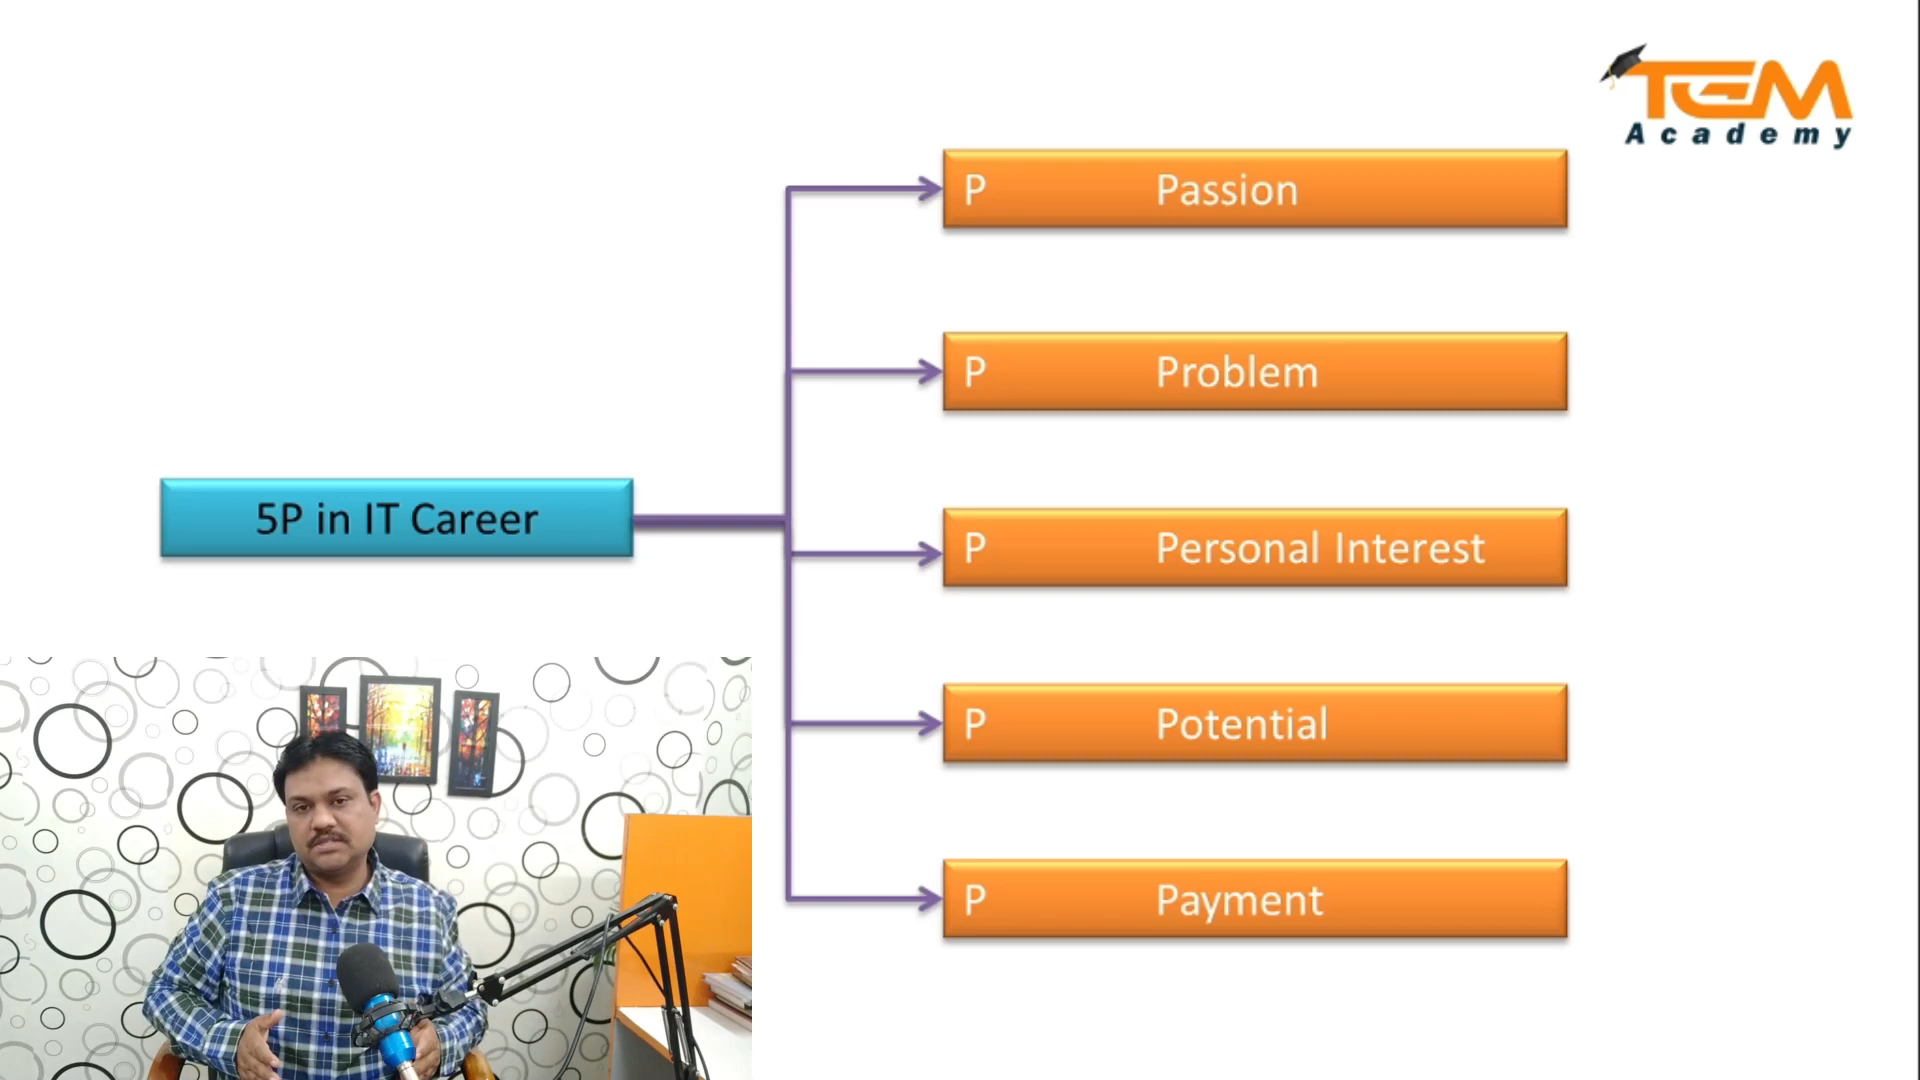 TGM
Academy
P Passion
P Problem
5P in IT Career
P Personal Interest
P Potential
P Payment